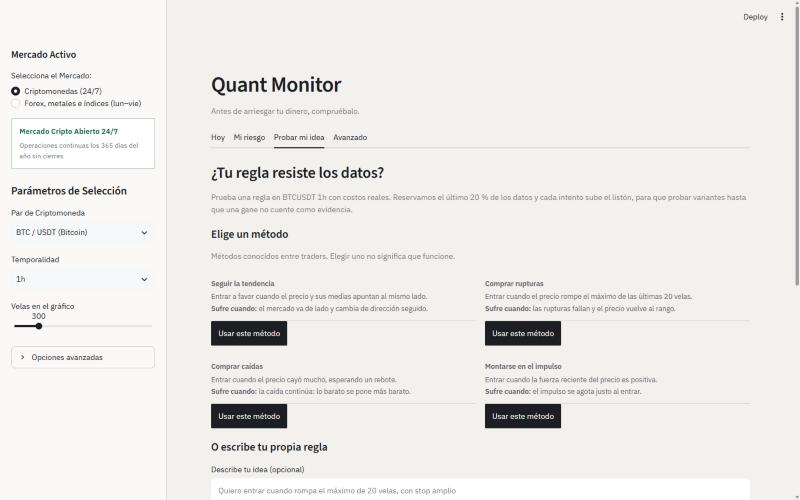 Deploy
Mercado Activo
Selecciona el Mercado:
Criptomonedas (24/7)
Forex, metales e índices (lun–vie)
Mercado Cripto Abierto 24/7
Operaciones continuas los 365 días del
año sin cierres
Parámetros de Selección
Par de Criptomoneda
BTC / USDT (Bitcoin)
Temporalidad
1h
Velas en el gráfico
300
Opciones avanzadas
Quant Monitor
Antes de arriesgar tu dinero, compruébalo.
Hoy Mi riesgo Probar mi idea Avanzado
¿Tu regla resiste los datos?
Prueba una regla en BTCUSDT 1h con costos reales. Reservamos el último 20 % de los datos y cada intento sube el listón, para que probar variantes hasta
que una gane no cuente como evidencia.
Elige un método
Métodos conocidos entre traders. Elegir uno no significa que funcione.
Seguir la tendencia
Entrar a favor cuando el precio y sus medias apuntan al mismo lado.
Sufre cuando: el mercado va de lado y cambia de dirección seguido.
Usar este método
Comprar rupturas
Entrar cuando el precio rompe el máximo de las últimas 20 velas.
Sufre cuando: las rupturas fallan y el precio vuelve al rango.
Usar este método
Comprar caídas
Entrar cuando el precio cayó mucho, esperando un rebote.
Sufre cuando: la caída continúa: lo barato se pone más barato.
Usar este método
Montarse en el impulso
Entrar cuando la fuerza reciente del precio es positiva.
Sufre cuando: el impulso se agota justo al entrar.
Usar este método
O escribe tu propia regla
Describe tu idea (opcional)
Quiero entrar cuando rompa el máximo de 20 velas, con stop amplio